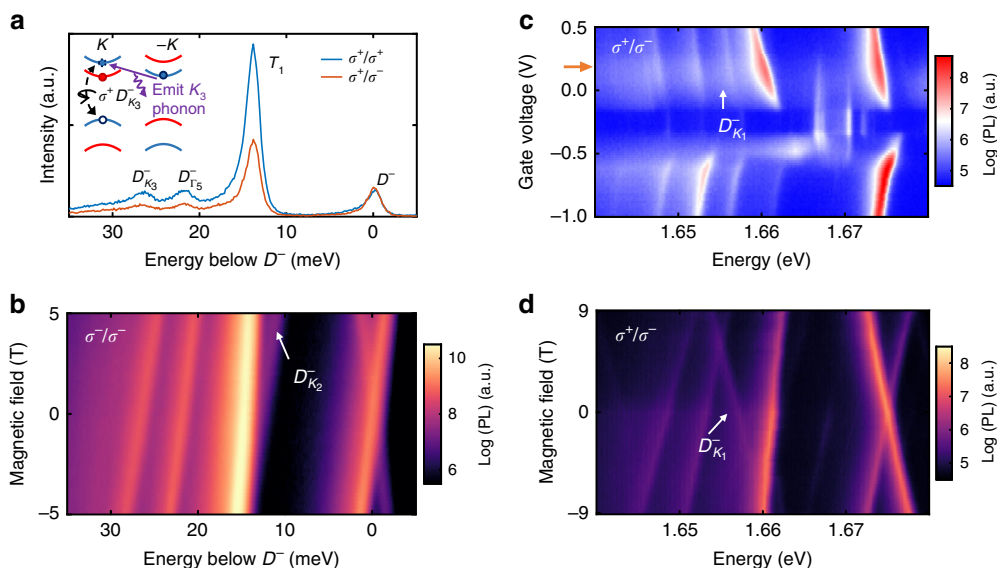 a
K
−K
σ⁺ D⁻K₃
Emit K₃
phonon
T₁
σ⁺/σ⁺
σ⁺/σ⁻
D⁻K₃
D⁻Γ₅
D⁻
Intensity (a.u.)
30
20
10
0
Energy below D⁻ (meV)
b
σ⁻/σ⁻
D⁻K₂
5
0
−5
Magnetic field (T)
30
20
10
0
Energy below D⁻ (meV)
10
8
6
Log (PL) (a.u.)
c
σ⁺/σ⁻
D⁻K₁
0.5
0.0
−0.5
−1.0
Gate voltage (V)
1.65
1.66
1.67
Energy (eV)
8
7
6
5
Log (PL) (a.u.)
d
σ⁺/σ⁻
D⁻K₁
9
0
−9
Magnetic field (T)
1.65
1.66
1.67
Energy (eV)
8
7
6
5
Log (PL) (a.u.)